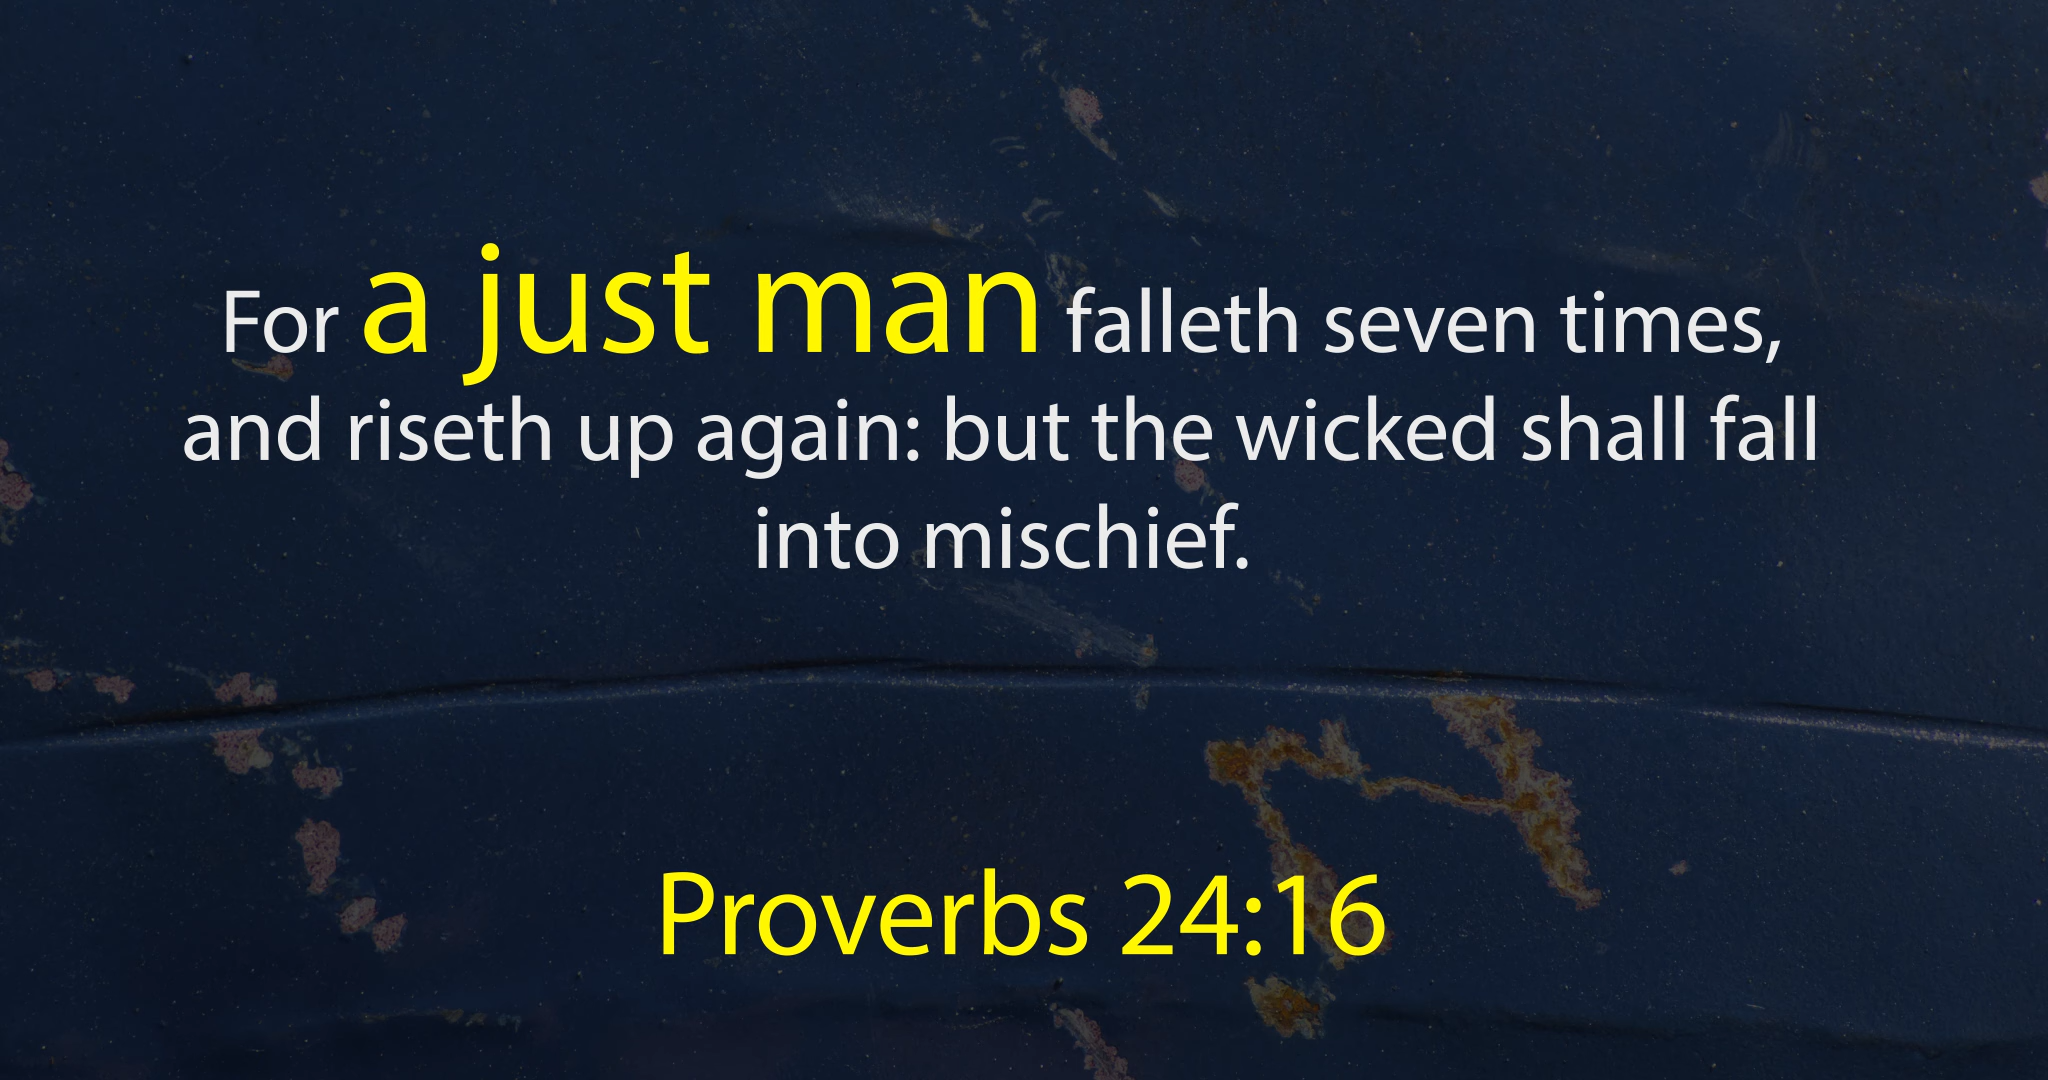 For a just man falleth seven times,
and riseth up again: but the wicked shall fall
into mischief.
Proverbs 24:16